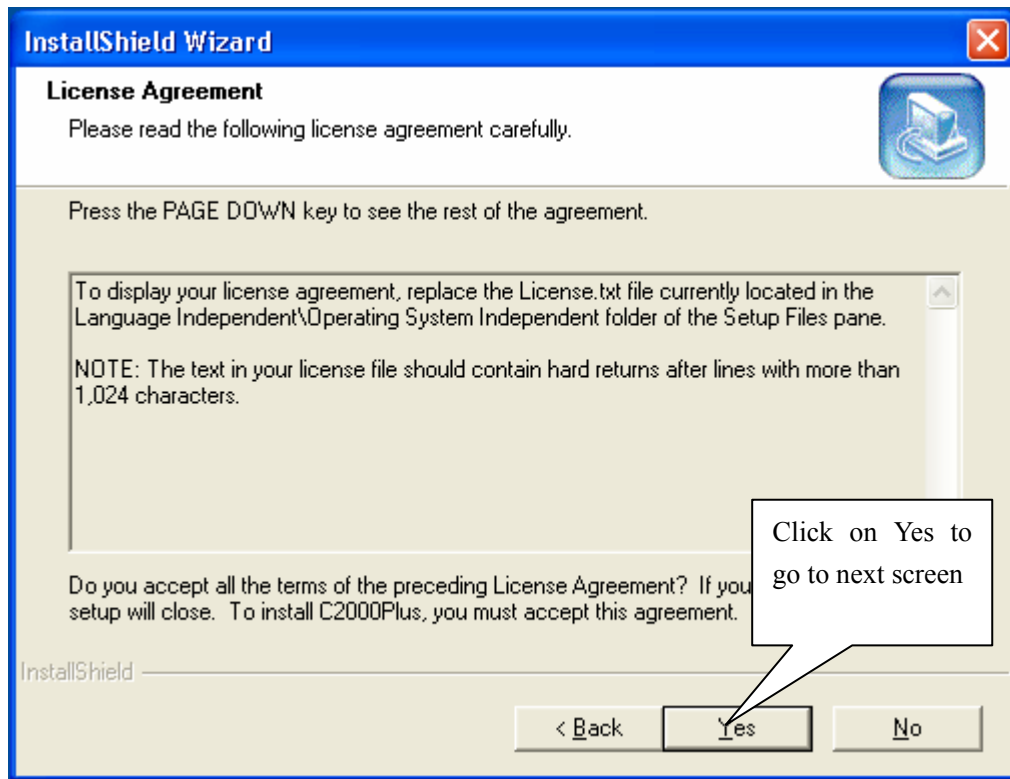 InstallShield Wizard
License Agreement
Please read the following license agreement carefully.
Press the PAGE DOWN key to see the rest of the agreement.
To display your license agreement, replace the License.txt file currently located in the
Language Independent\Operating System Independent folder of the Setup Files pane.
NOTE: The text in your license file should contain hard returns after lines with more than
1,024 characters.
Click on Yes to
go to next screen
Do you accept all the terms of the preceding License Agreement? If you
setup will close. To install C2000Plus, you must accept this agreement.
InstallShield
< Back
Yes
No